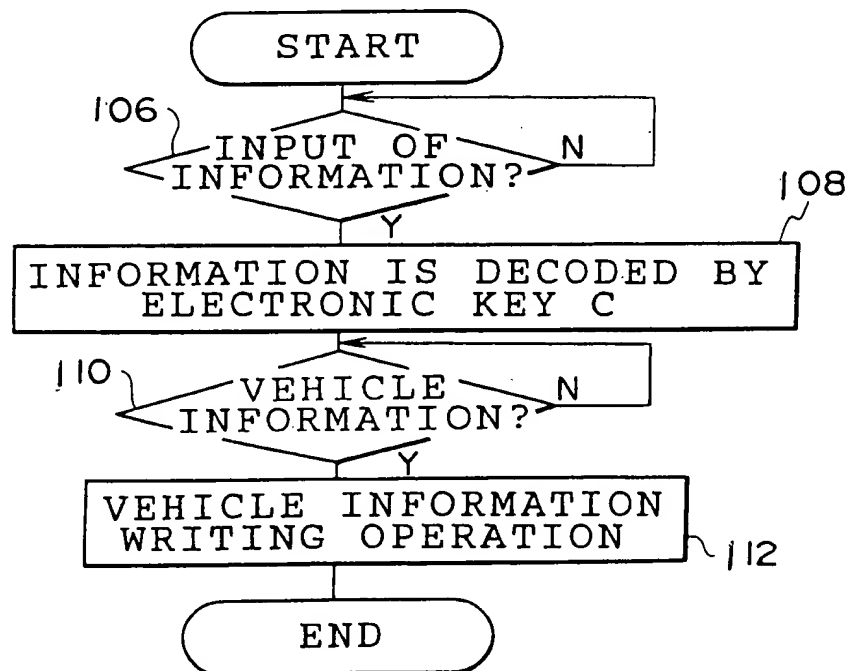 START
106
INPUT OF
INFORMATION?
N
Y
108
INFORMATION IS DECODED BY
ELECTRONIC KEY C
110
VEHICLE
INFORMATION?
N
Y
VEHICLE INFORMATION
WRITING OPERATION
112
END